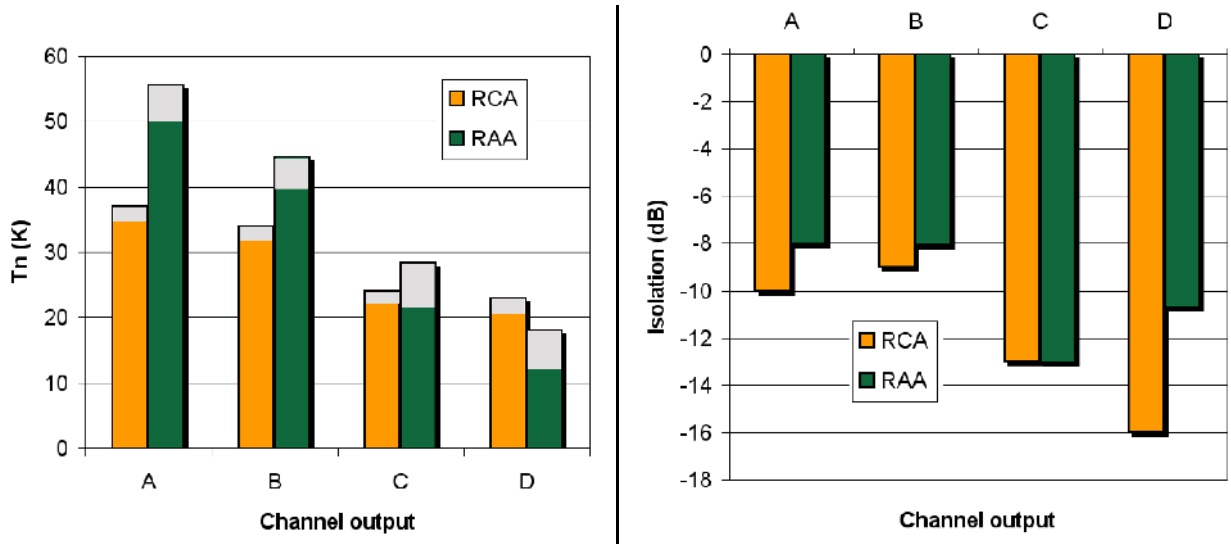 60
50
40
30
20
10
0
Tn (K)
RCA
RAA
A B C D
Channel output
A B C D
0
-2
-4
-6
-8
-10
-12
-14
-16
-18
Isolation (dB)
RCA
RAA
Channel output